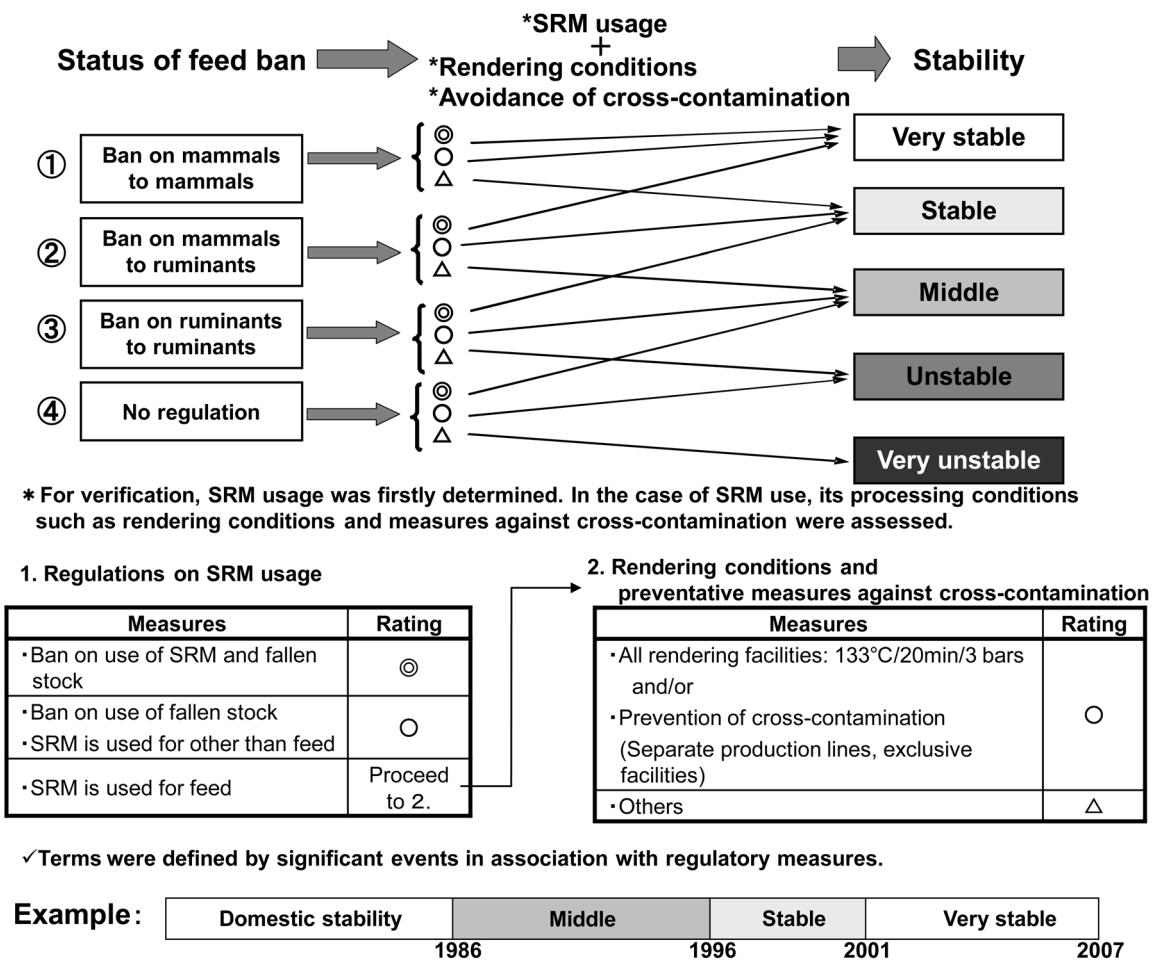 Status of feed ban
*SRM usage
+
*Rendering conditions
*Avoidance of cross-contamination
Stability
① Ban on mammals
to mammals
◎
○
△
② Ban on mammals
to ruminants
◎
○
△
③ Ban on ruminants
to ruminants
◎
○
△
④ No regulation
◎
○
△
Very stable
Stable
Middle
Unstable
Very unstable
* For verification, SRM usage was firstly determined. In the case of SRM use, its processing conditions
such as rendering conditions and measures against cross-contamination were assessed.
1. Regulations on SRM usage
Measures Rating
・Ban on use of SRM and fallen
stock
◎
・Ban on use of fallen stock
・SRM is used for other than feed
○
・SRM is used for feed
Proceed
to 2.
2. Rendering conditions and
preventative measures against cross-contamination
Measures Rating
・All rendering facilities: 133°C/20min/3 bars
and/or
・Prevention of cross-contamination
(Separate production lines, exclusive
facilities)
○
・Others △
✓Terms were defined by significant events in association with regulatory measures.
Example: Domestic stability Middle Stable Very stable
1986 1996 2001 2007